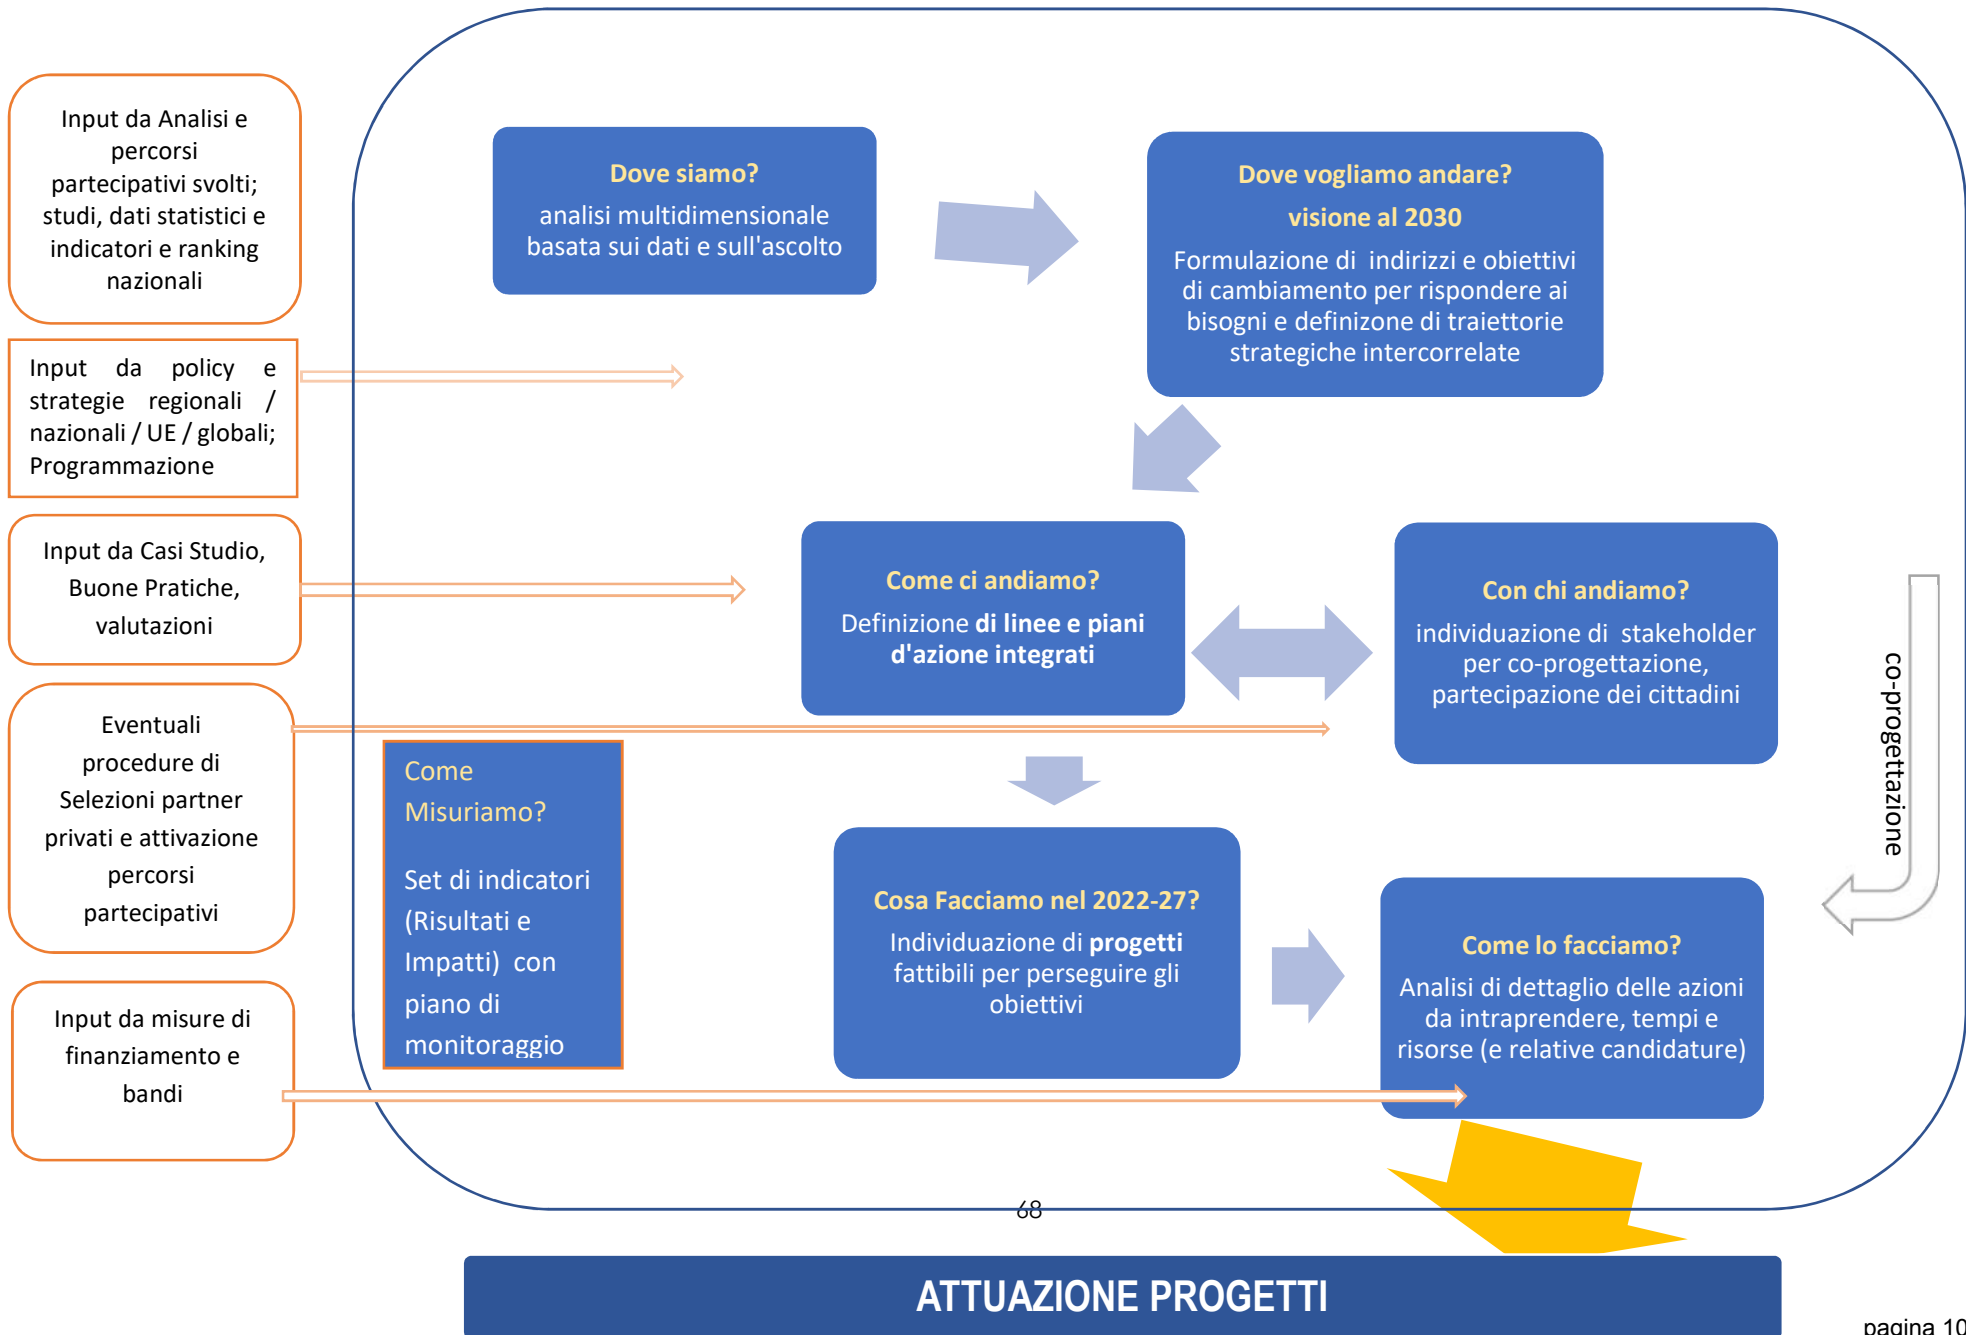 Input da Analisi e
percorsi
partecipativi svolti;
studi, dati statistici e
indicatori e ranking
nazionali
Input da policy e
strategie regionali /
nazionali / UE / globali;
Programmazione
Input da Casi Studio,
Buone Pratiche,
valutazioni
Eventuali
procedure di
Selezioni partner
privati e attivazione
percorsi
partecipativi
Input da misure di
finanziamento e
bandi
Dove siamo?
analisi multidimensionale
basata sui dati e sull'ascolto
Dove vogliamo andare?
visione al 2030
Formulazione di indirizzi e obiettivi
di cambiamento per rispondere ai
bisogni e definizone di traiettorie
strategiche intercorrelate
Come ci andiamo?
Definizione di linee e piani
d'azione integrati
Con chi andiamo?
individuazione di stakeholder
per co-progettazione,
partecipazione dei cittadini
co-progettazione
Come
Misuriamo?
Set di indicatori
(Risultati e
Impatti) con
piano di
monitoraggio
Cosa Facciamo nel 2022-27?
Individuazione di progetti
fattibili per perseguire gli
obiettivi
Come lo facciamo?
Analisi di dettaglio delle azioni
da intraprendere, tempi e
risorse (e relative candidature)
68
ATTUAZIONE PROGETTI
pagina 10